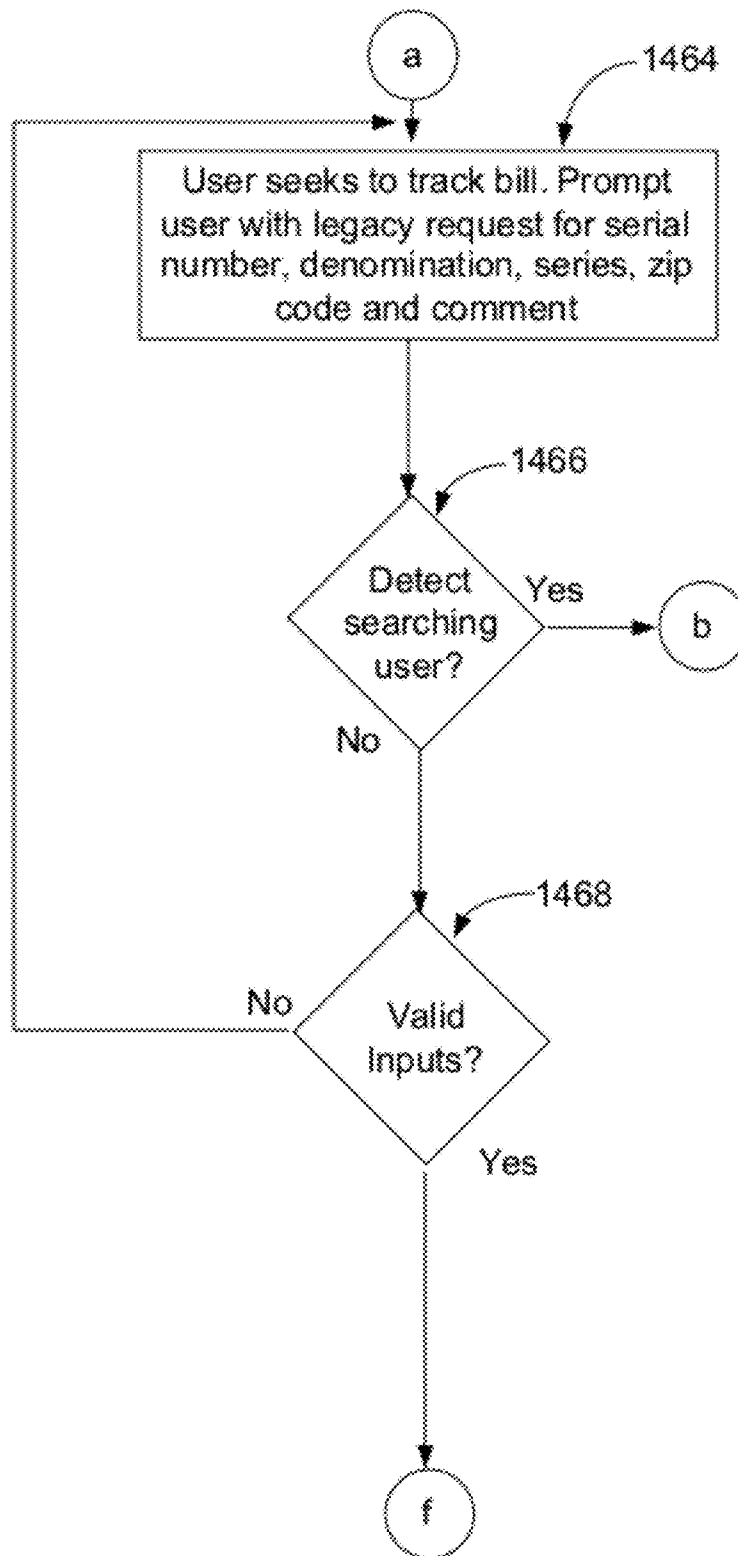 a
1464
User seeks to track bill. Prompt
user with legacy request for serial
number, denomination, series, zip
code and comment
1466
Detect
searching
user?
Yes
b
No
1468
No
Valid
Inputs?
Yes
f